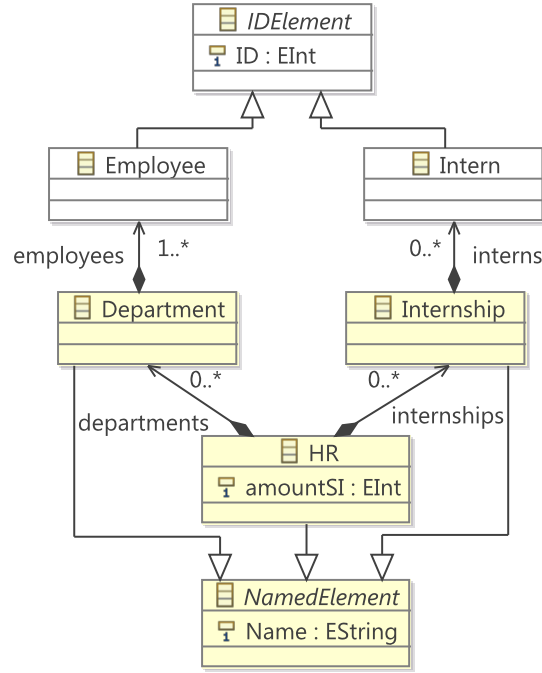 IDElement
ID : EInt
Employee
Intern
employees
1..*
0..*
interns
Department
Internship
0..*
0..*
departments
internships
HR
amountSI : EInt
NamedElement
Name : EString